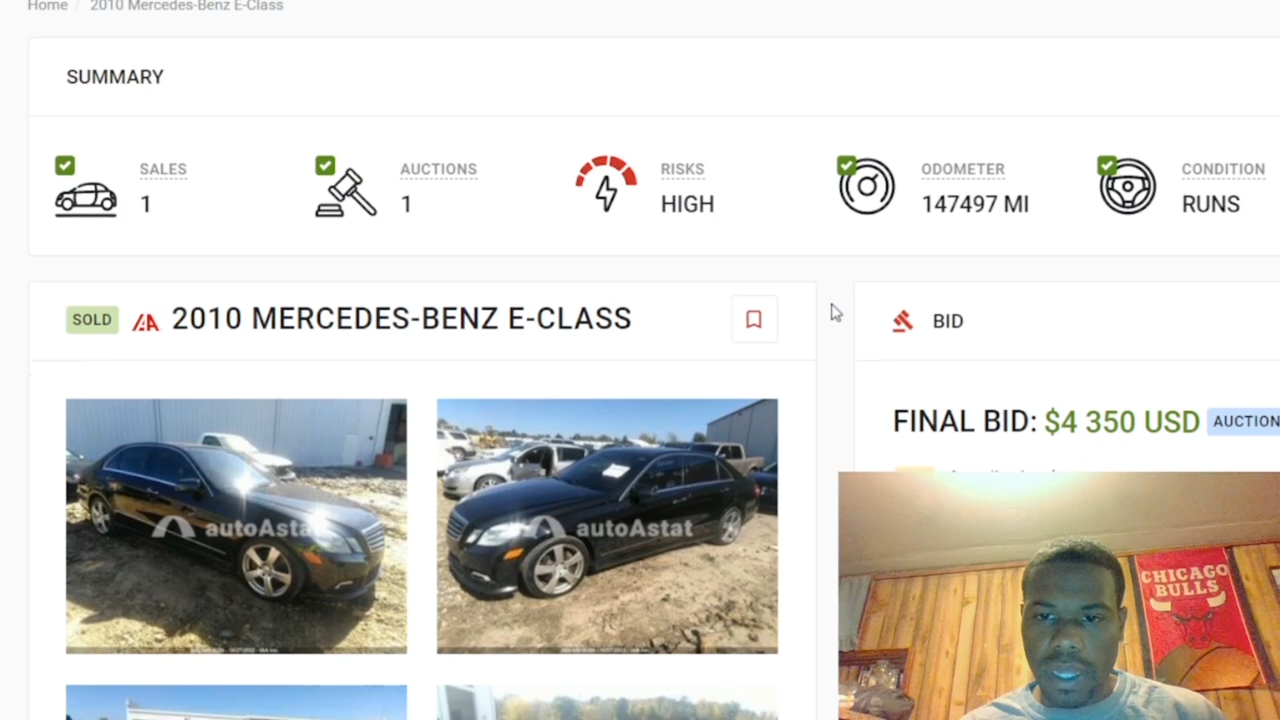 Home / 2010 Mercedes-Benz E-Class
SUMMARY
SALES
1
AUCTIONS
1
RISKS
HIGH
ODOMETER
147497 MI
CONDITION
RUNS
SOLD
IAA
2010 MERCEDES-BENZ E-CLASS
BID
FINAL BID: $4 350 USD AUCTION
autoAstat
autoAstat
CHICAGO
BULLS